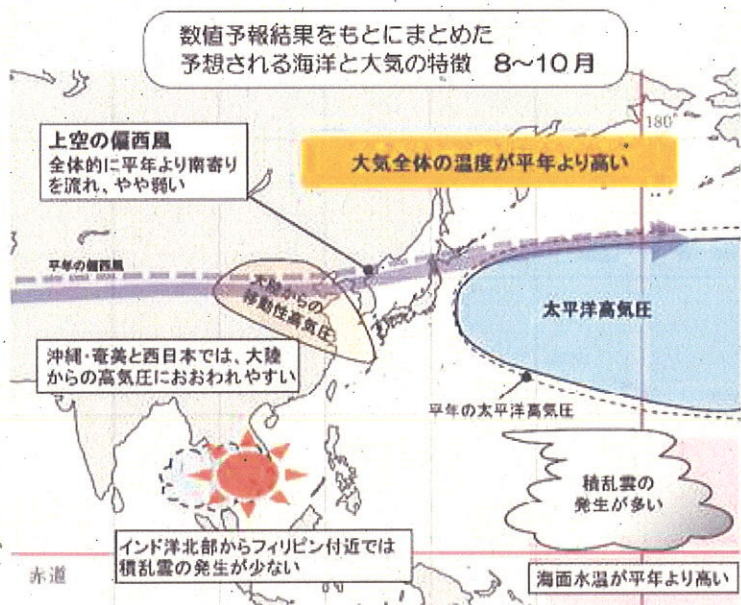 数値予報結果をもとにまとめた
予想される海洋と大気の特徴 8～10月
180°
上空の偏西風
全体的に平年より南寄り
を流れ、やや弱い
大気全体の温度が平年より高い
平年の偏西風
大陸からの
移動性高気圧
太平洋高気圧
沖縄・奄美と西日本では、大陸
からの高気圧におおわれやすい
平年の太平洋高気圧
積乱雲の
発生が多い
インド洋北部からフィリピン付近では
積乱雲の発生が少ない
赤道
海面水温が平年より高い